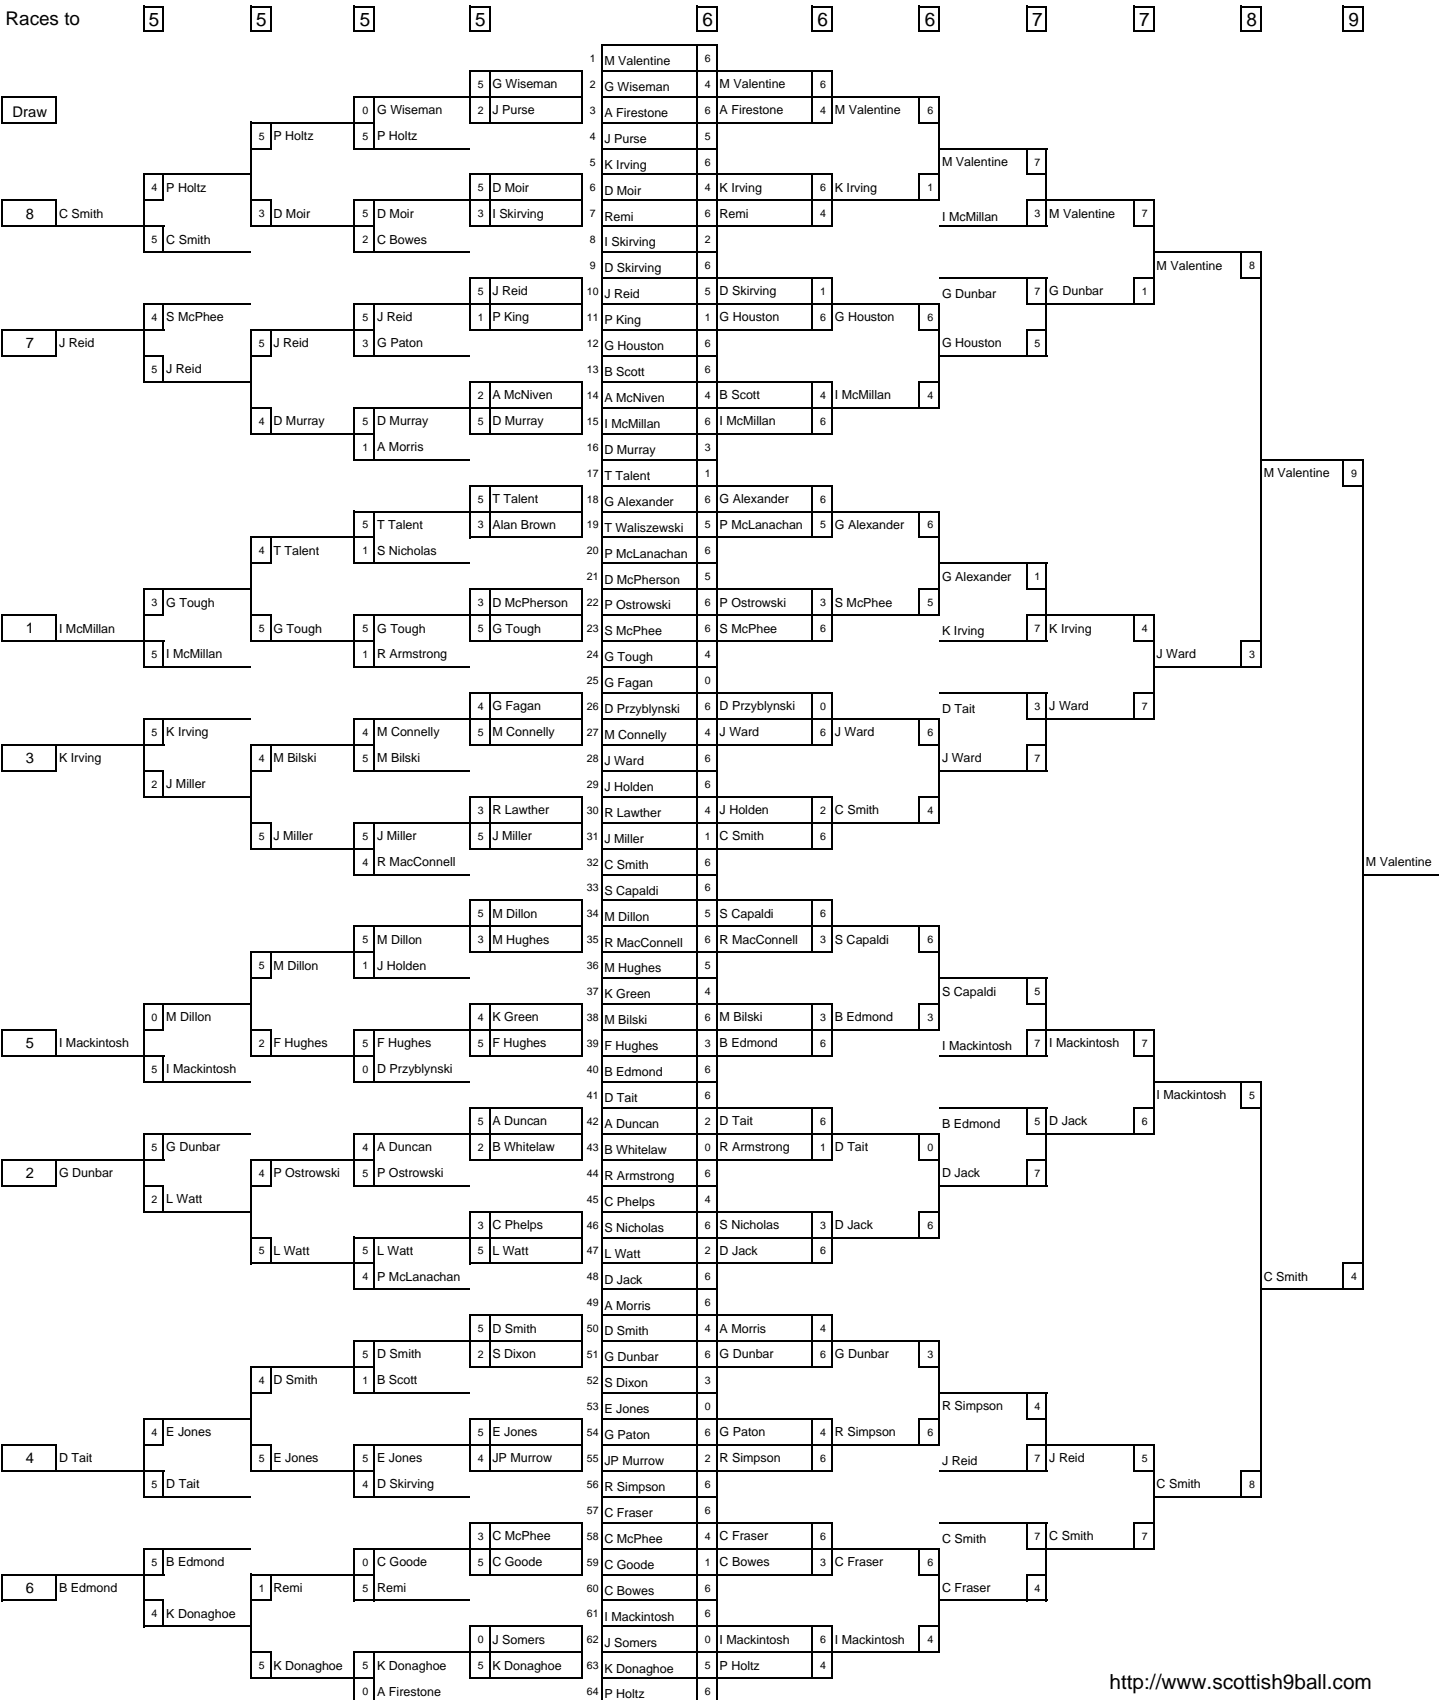 Races to 5 5 5 5 6 6 6 7 7 8 9
1 M Valentine 6
5 G Wiseman 2 G Wiseman 4 M Valentine 6
Draw 0 G Wiseman 2 J Purse 3 A Firestone 6 A Firestone 4 M Valentine 6
5 P Holtz 5 P Holtz 4 J Purse 5
5 K Irving 6 M Valentine 7
4 P Holtz 5 D Moir 6 D Moir 4 K Irving 6 K Irving 1
8 C Smith 3 D Moir 5 D Moir 3 I Skirving 7 Remi 6 Remi 4 I McMillan 3 M Valentine 7
5 C Smith 2 C Bowes 8 I Skirving 2
9 D Skirving 6 M Valentine 8
5 J Reid 10 J Reid 5 D Skirving 1 G Dunbar 7 G Dunbar 1
4 S McPhee 5 J Reid 1 P King 11 P King 1 G Houston 6 G Houston 6
7 J Reid 5 J Reid 3 G Paton 12 G Houston 6 G Houston 5
5 J Reid 13 B Scott 6
2 A McNiven 14 A McNiven 4 B Scott 4 I McMillan 4
4 D Murray 5 D Murray 5 D Murray 15 I McMillan 6 I McMillan 6
1 A Morris 16 D Murray 3
17 T Talent 1 M Valentine 9
5 T Talent 18 G Alexander 6 G Alexander 6
5 T Talent 3 Alan Brown 19 T Waliszewski 5 P McLanachan 5 G Alexander 6
4 T Talent 1 S Nicholas 20 P McLanachan 6
21 D McPherson 5 G Alexander 1
3 G Tough 3 D McPherson 22 P Ostrowski 6 P Ostrowski 3 S McPhee 5
1 I McMillan 5 G Tough 5 G Tough 5 G Tough 23 S McPhee 6 S McPhee 6 K Irving 7 K Irving 4
5 I McMillan 1 R Armstrong 24 G Tough 4 J Ward 3
25 G Fagan 0
4 G Fagan 26 D Przyblynski 6 D Przyblynski 0 D Tait 3 J Ward 7
5 K Irving 4 M Connelly 5 M Connelly 27 M Connelly 4 J Ward 6 J Ward 6
3 K Irving 4 M Bilski 5 M Bilski 28 J Ward 6 J Ward 7
2 J Miller 29 J Holden 6
3 R Lawther 30 R Lawther 4 J Holden 2 C Smith 4
5 J Miller 5 J Miller 5 J Miller 31 J Miller 1 C Smith 6
4 R MacConnell 32 C Smith 6 M Valentine
33 S Capaldi 6
5 M Dillon 34 M Dillon 5 S Capaldi 6
5 M Dillon 3 M Hughes 35 R MacConnell 6 R MacConnell 3 S Capaldi 6
5 M Dillon 1 J Holden 36 M Hughes 5
37 K Green 4 S Capaldi 5
0 M Dillon 4 K Green 38 M Bilski 6 M Bilski 3 B Edmond 3
5 I Mackintosh 2 F Hughes 5 F Hughes 5 F Hughes 39 F Hughes 3 B Edmond 6 I Mackintosh 7 I Mackintosh 7
5 I Mackintosh 0 D Przyblynski 40 B Edmond 6
41 D Tait 6 I Mackintosh 5
5 A Duncan 42 A Duncan 2 D Tait 6 B Edmond 5 D Jack 6
5 G Dunbar 4 A Duncan 2 B Whitelaw 43 B Whitelaw 0 R Armstrong 1 D Tait 0
2 G Dunbar 4 P Ostrowski 5 P Ostrowski 44 R Armstrong 6 D Jack 7
2 L Watt 45 C Phelps 4
3 C Phelps 46 S Nicholas 6 S Nicholas 3 D Jack 6
5 L Watt 5 L Watt 5 L Watt 47 L Watt 2 D Jack 6
4 P McLanachan 48 D Jack 6 C Smith 4
49 A Morris 6
5 D Smith 50 D Smith 4 A Morris 4
5 D Smith 2 S Dixon 51 G Dunbar 6 G Dunbar 6 G Dunbar 3
4 D Smith 1 B Scott 52 S Dixon 3
53 E Jones 0 R Simpson 4
4 E Jones 5 E Jones 54 G Paton 6 G Paton 4 R Simpson 6
4 D Tait 5 E Jones 5 E Jones 4 JP Murrow 55 JP Murrow 2 R Simpson 6 J Reid 7 J Reid 5
5 D Tait 4 D Skirving 56 R Simpson 6 C Smith 8
57 C Fraser 6
3 C McPhee 58 C McPhee 4 C Fraser 6 C Smith 7 C Smith 7
5 B Edmond 0 C Goode 5 C Goode 59 C Goode 1 C Bowes 3 C Fraser 6
6 B Edmond 1 Remi 5 Remi 60 C Bowes 6 C Fraser 4
4 K Donaghoe 61 I Mackintosh 6
0 J Somers 62 J Somers 0 I Mackintosh 6 I Mackintosh 4
5 K Donaghoe 5 K Donaghoe 5 K Donaghoe 63 K Donaghoe 5 P Holtz 4
0 A Firestone 64 P Holtz 6 http://www.scottish9ball.com